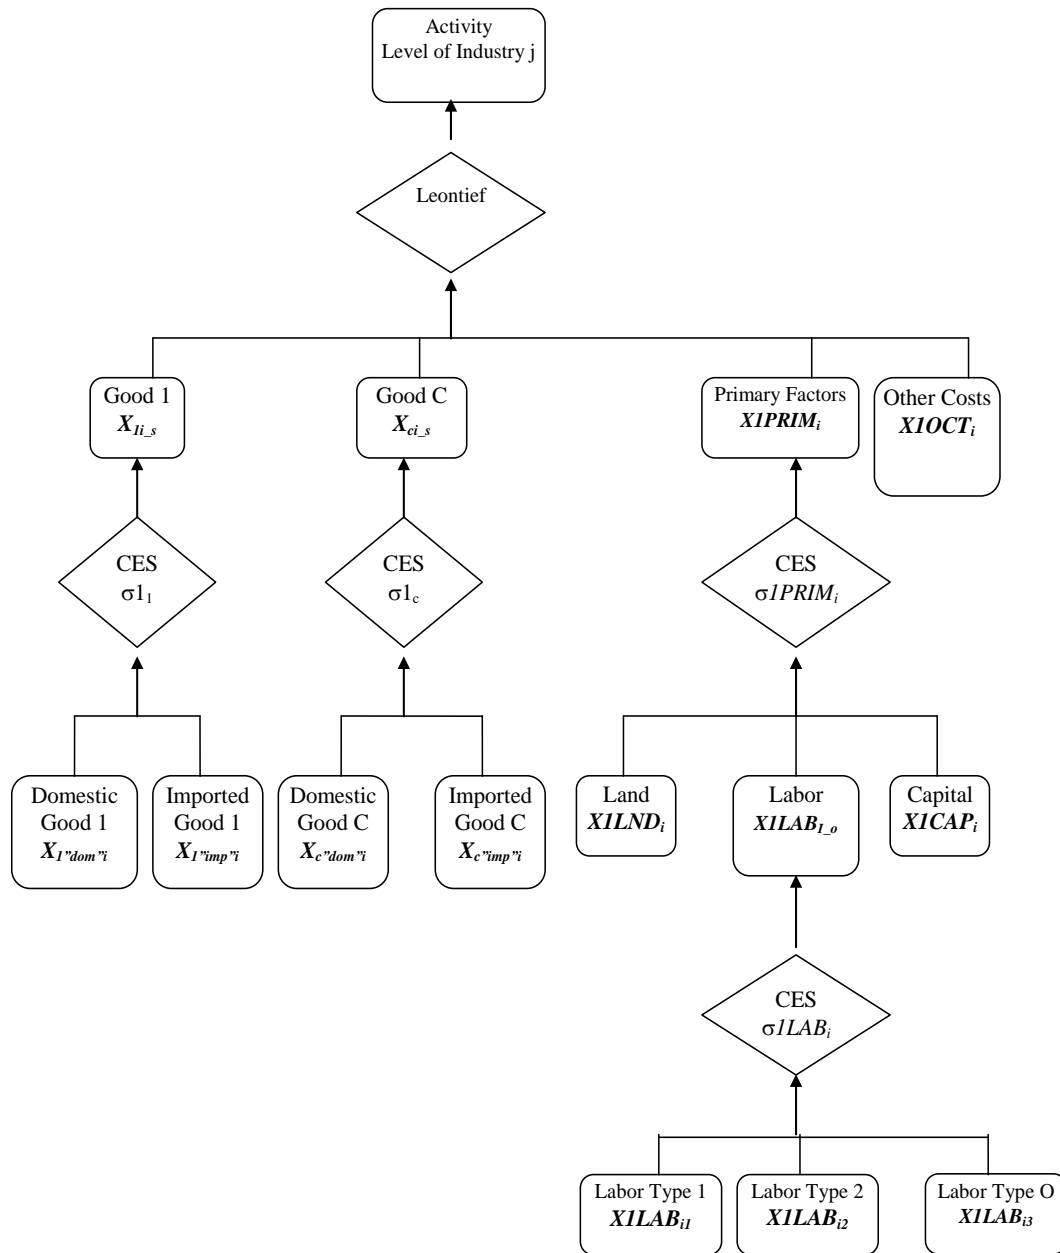 Activity
Level of Industry j
Leontief
Good 1
X1i_s
Good C
Xci_s
Primary Factors
X1PRIMi
Other Costs
X1OCTi
CES
σ11
CES
σ1c
CES
σ1PRIMi
Domestic
Good 1
X1”dom”i
Imported
Good 1
X1”imp”i
Domestic
Good C
Xc”dom”i
Imported
Good C
Xc”imp”i
Land
X1LNDi
Labor
X1LABI_o
Capital
X1CAPi
CES
σ1LABi
Labor Type 1
X1LABi1
Labor Type 2
X1LABi2
Labor Type O
X1LABi3